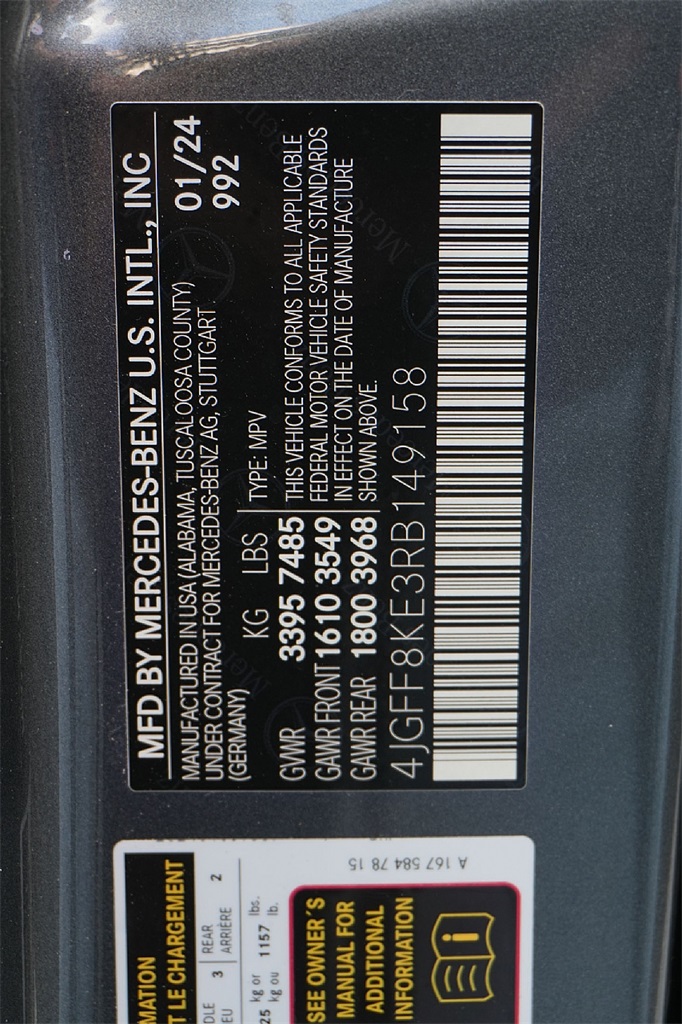 MFD BY MERCEDES-BENZ U.S. INTL., INC
MANUFACTURED IN USA (ALABAMA, TUSCALOOSA COUNTY)
UNDER CONTRACT FOR MERCEDES-BENZ AG, STUTTGART
(GERMANY)
01/24
992
KG LBS
GVWR 3395 7485
GAWR FRONT 1610 3549
GAWR REAR 1800 3968
TYPE: MPV
THIS VEHICLE CONFORMS TO ALL APPLICABLE
FEDERAL MOTOR VEHICLE SAFETY STANDARDS
IN EFFECT ON THE DATE OF MANUFACTURE
SHOWN ABOVE.
4JGFF8KE3RB149158
MATION
T LE CHARGEMENT
DLE 3 REAR 2
EU ARRIÈRE
25 kg or 1157 lbs.
kg ou lb.
SEE OWNER'S
MANUAL FOR
ADDITIONAL
INFORMATION
A 167 584 78 15